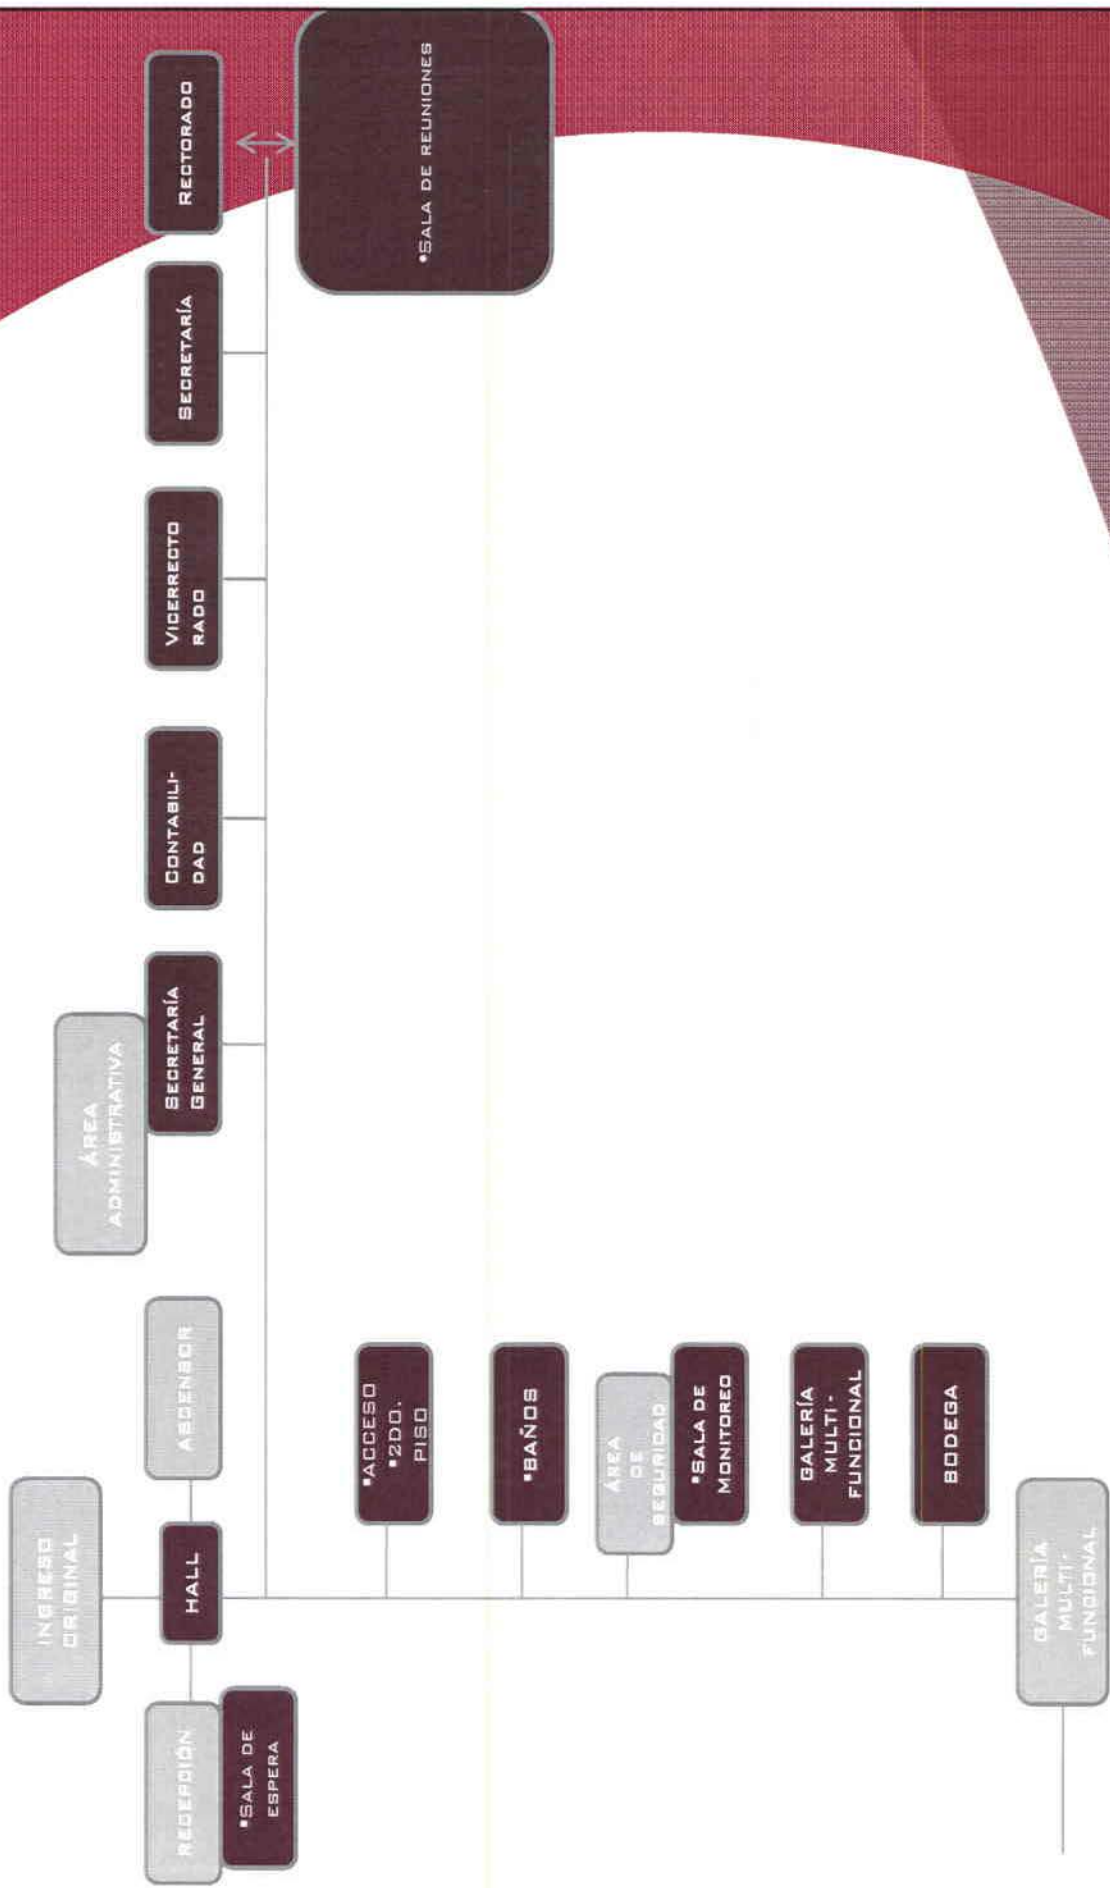 INGRESO
ORIGINAL
RECEPCIÓN
*SALA DE
ESPERA
HALL
ASCENSOR
ÁREA
ADMINISTRATIVA
SECRETARÍA
GENERAL
CONTABILI-
DAD
VICERRECTO
RADO
SECRETARÍA
RECTORADO
*SALA DE REUNIONES
*ACCESO
*2DO.
PISO
*BAÑOS
ÁREA
DE
SEGURIDAD
*SALA DE
MONITOREO
GALERÍA
MULTI-
FUNCIONAL
BODEGA
GALERÍA
MULTI-
FUNCIONAL